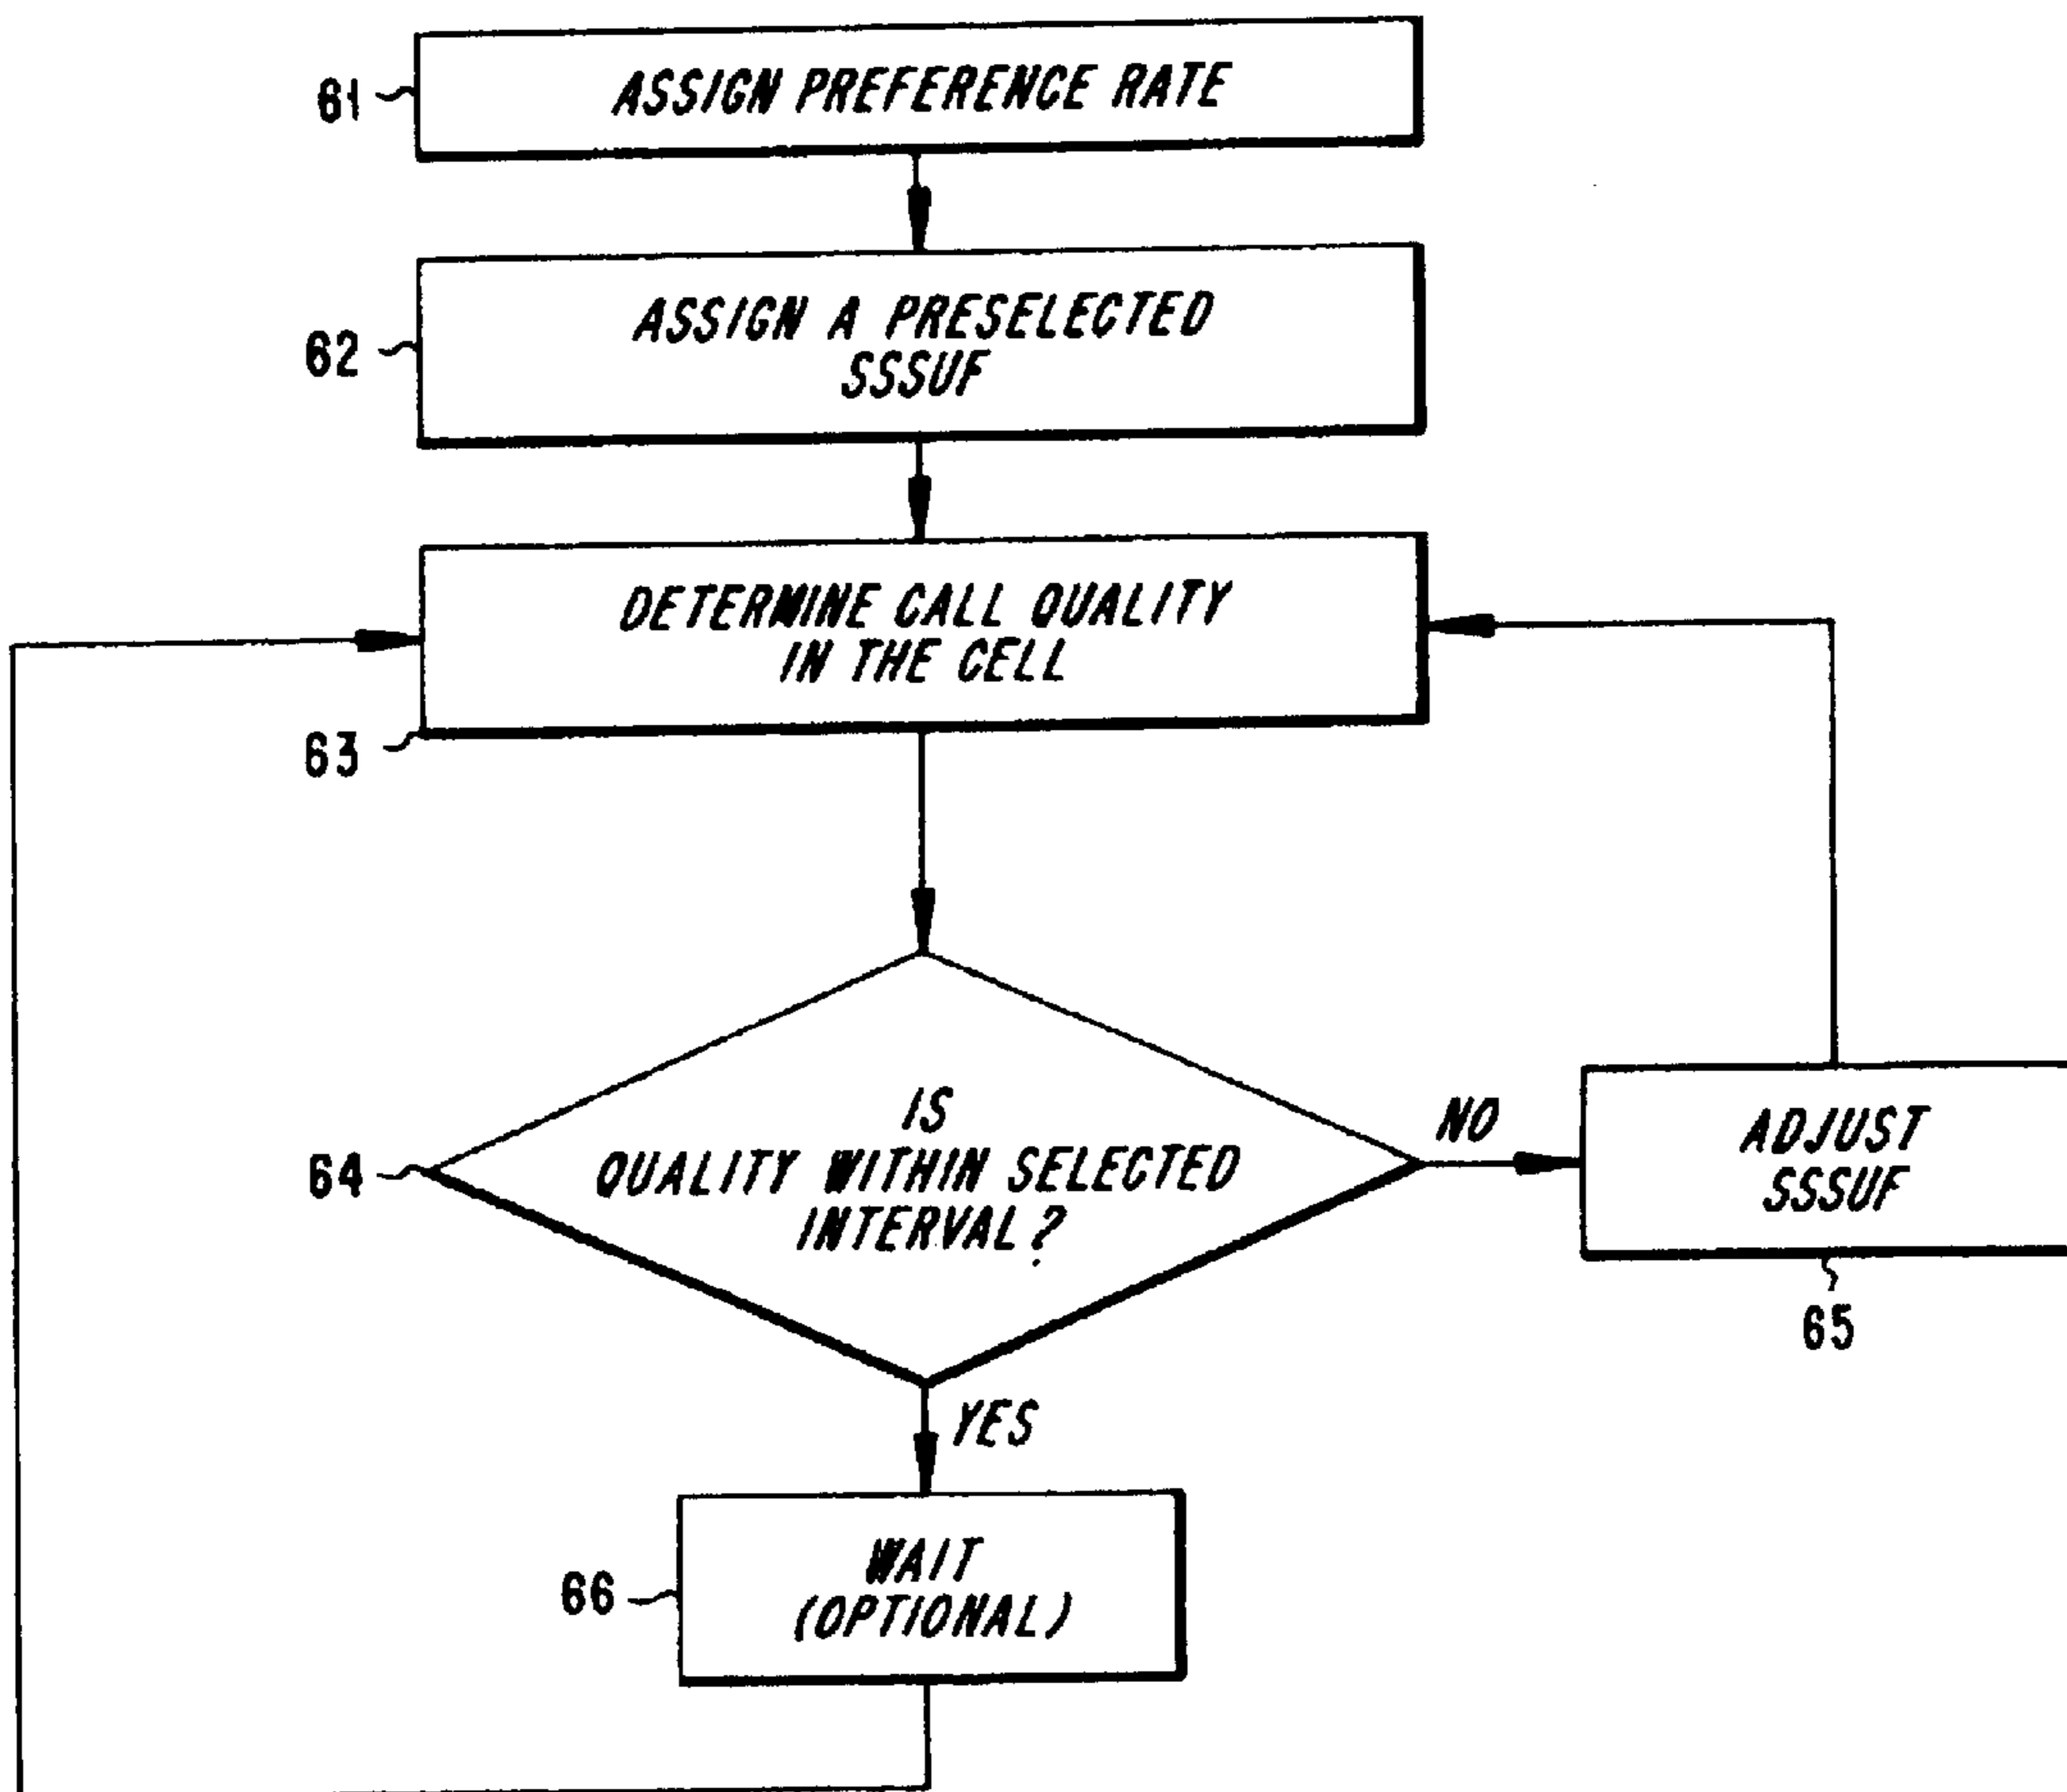 61
ASSIGN PREFERENCE RATE
62
ASSIGN A PRESELECTED
SSSUF
DETERMINE CALL QUALITY
IN THE CELL
63
64
IS
QUALITY WITHIN SELECTED
INTERVAL?
NO
ADJUST
SSSUF
65
YES
66
WAIT
(OPTIONAL)